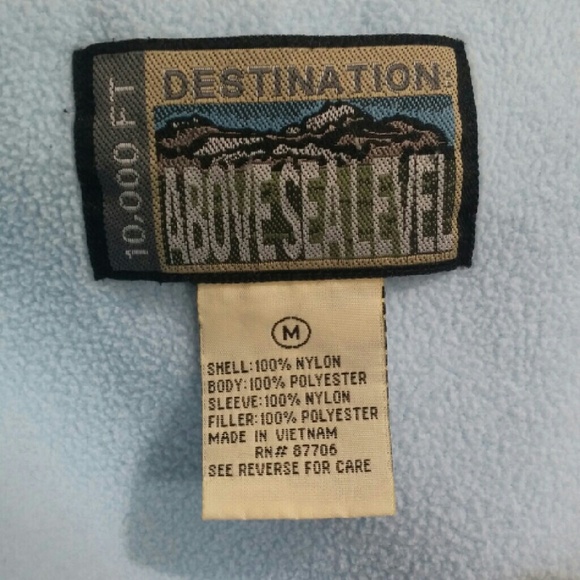 10,000 FT
DESTINATION
ABOVE SEA LEVEL
M
SHELL:100% NYLON
BODY:100% POLYESTER
SLEEVE:100% NYLON
FILLER:100% POLYESTER
MADE IN VIETNAM
RN# 87706
SEE REVERSE FOR CARE